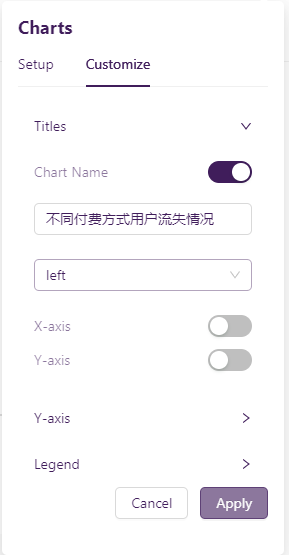 Charts
Setup Customize
Titles
Chart Name
不同付费方式用户流失情况
left
X-axis
Y-axis
Y-axis
Legend
Cancel Apply